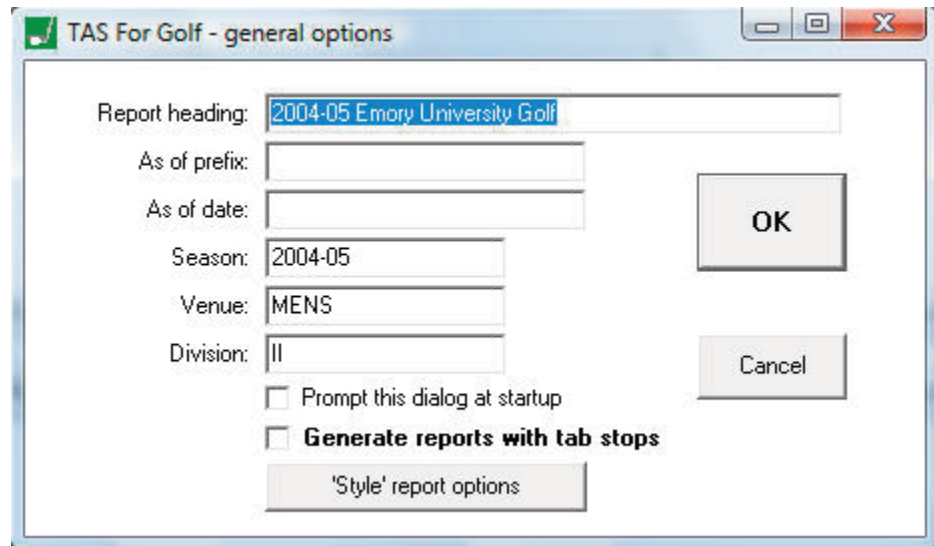 TAS For Golf - general options
Report heading: 2004-05 Emory University Golf
As of prefix:
As of date:
OK
Season: 2004-05
Venue: MENS
Division: II
Cancel
Prompt this dialog at startup
Generate reports with tab stops
'Style' report options